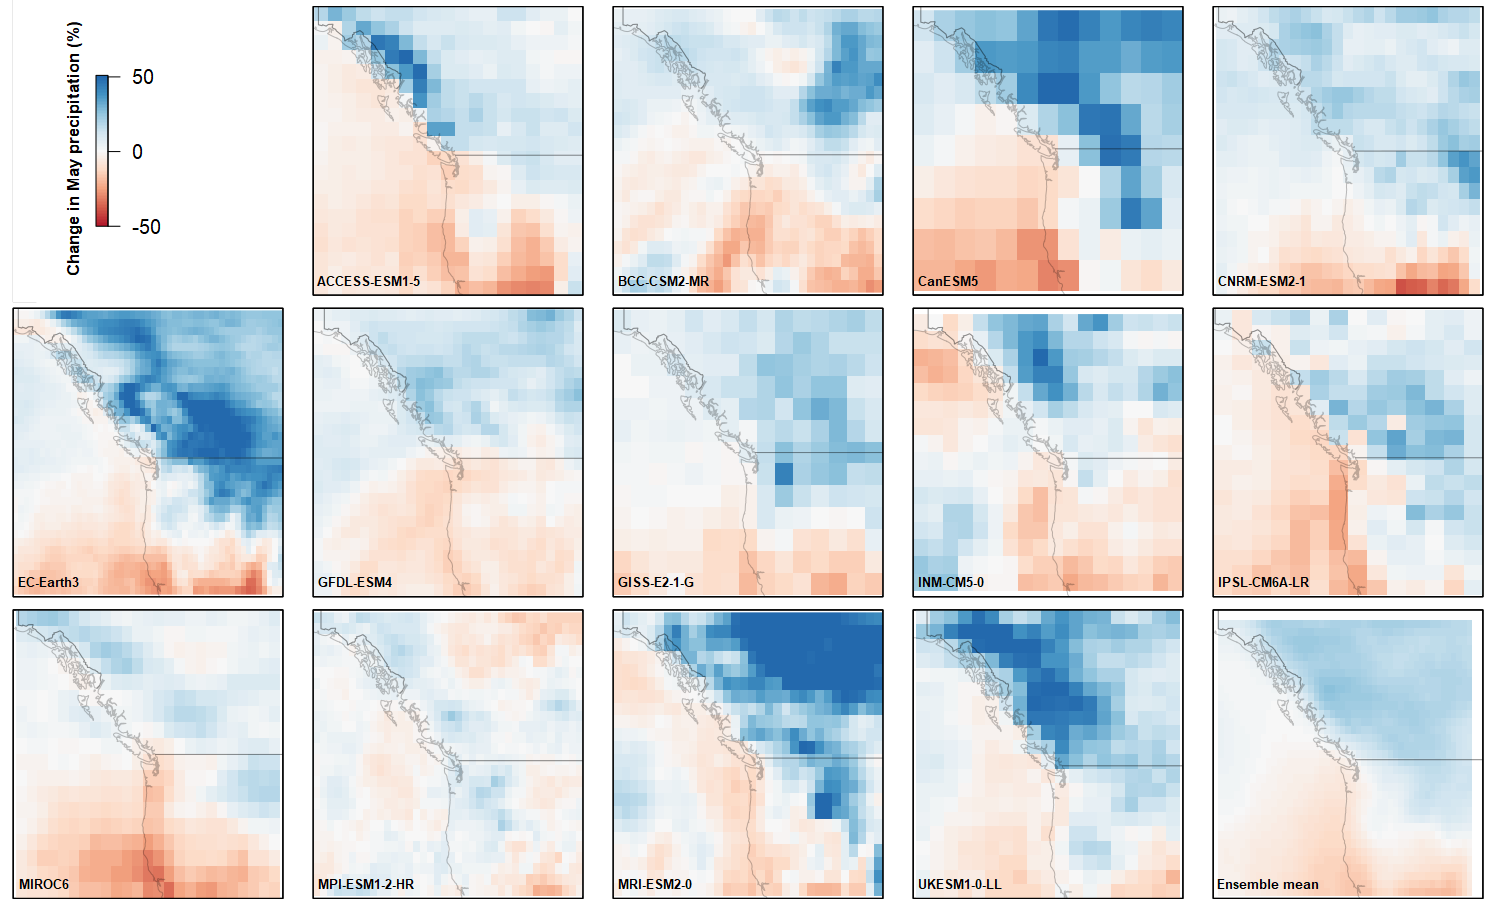 Change in May precipitation (%)
50
0
-50
ACCESS-ESM1-5
BCC-CSM2-MR
CanESM5
CNRM-ESM2-1
EC-Earth3
GFDL-ESM4
GISS-E2-1-G
INM-CM5-0
IPSL-CM6A-LR
MIROC6
MPI-ESM1-2-HR
MRI-ESM2-0
UKESM1-0-LL
Ensemble mean